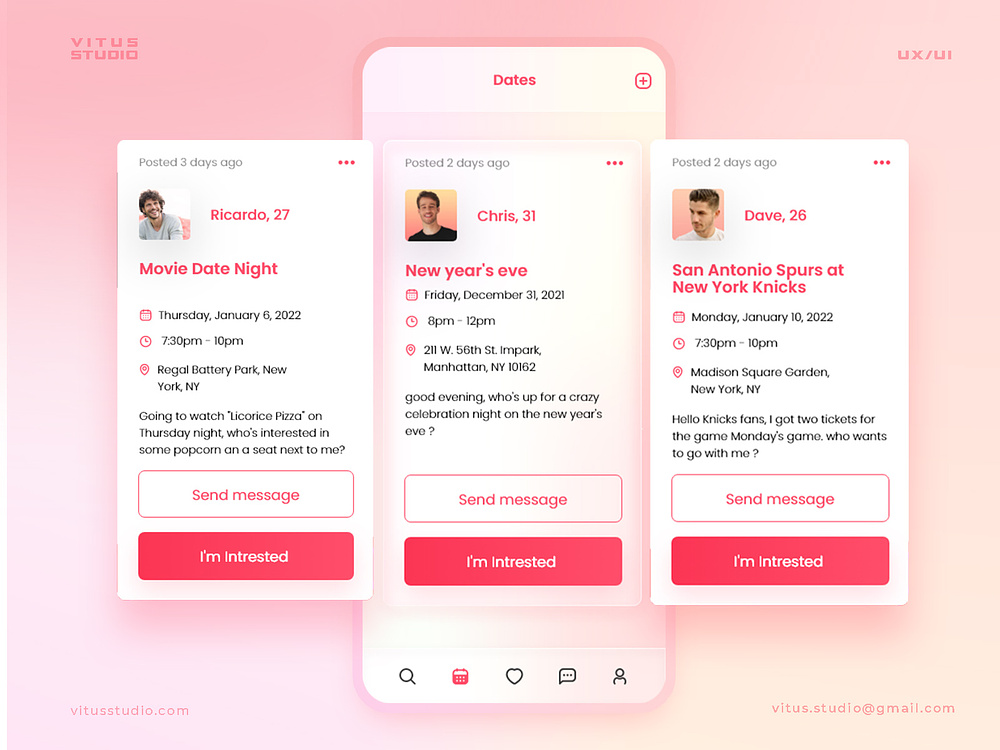 VITUS
STUDIO
UX/UI
Dates
Posted 3 days ago
Ricardo, 27
Movie Date Night
Thursday, January 6, 2022
7:30pm - 10pm
Regal Battery Park, New
York, NY
Going to watch "Licorice Pizza" on
Thursday night, who's interested in
some popcorn an a seat next to me?
Send message
I'm Intrested
Posted 2 days ago
Chris, 31
New year's eve
Friday, December 31, 2021
8pm - 12pm
211 W. 56th St. Impark,
Manhattan, NY 10162
good evening, who's up for a crazy
celebration night on the new year's
eve ?
Send message
I'm Intrested
Posted 2 days ago
Dave, 26
San Antonio Spurs at
New York Knicks
Monday, January 10, 2022
7:30pm - 10pm
Madison Square Garden,
New York, NY
Hello Knicks fans, I got two tickets for
the game Monday's game. who wants
to go with me ?
Send message
I'm Intrested
vitusstudio.com
vitus.studio@gmail.com